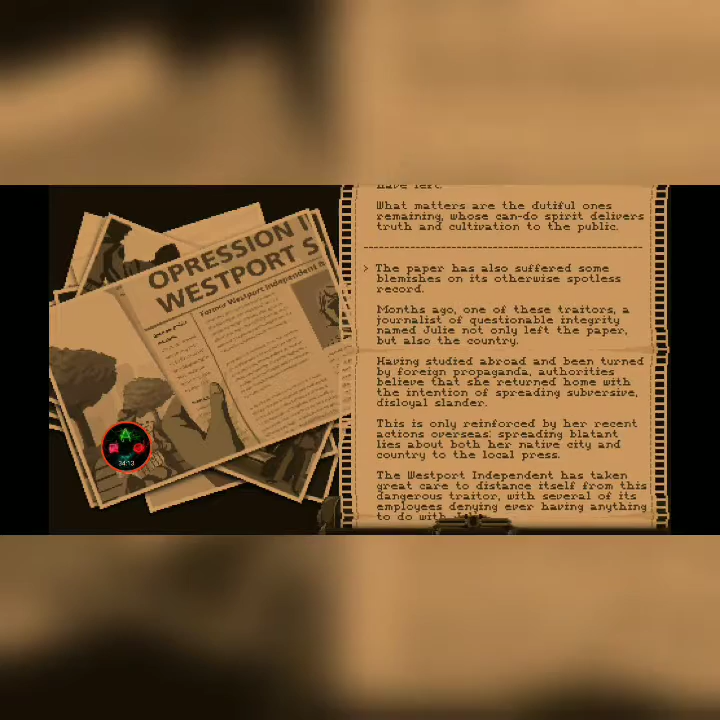 OPRESSION I
WESTPORT S
Former Westport Independent
34:13
have left.
What matters are the dutiful ones
remaining, whose can-do spirit delivers
truth and cultivation to the public.
> The paper has also suffered some
blemishes on its otherwise spotless
record.
Months ago, one of these traitors, a
journalist of questionable integrity
named Julie not only left the paper,
but also the country.
Having studied abroad and been turned
by foreign propaganda, authorities
believe that she returned home with
the intention of spreading subversive,
disloyal slander.
This is only reinforced by her recent
actions overseas: spreading blatant
lies about both her native city and
country to the local press.
The Westport Independent has taken
great care to distance itself from this
dangerous traitor, with several of its
employees denying ever having anything
to do with